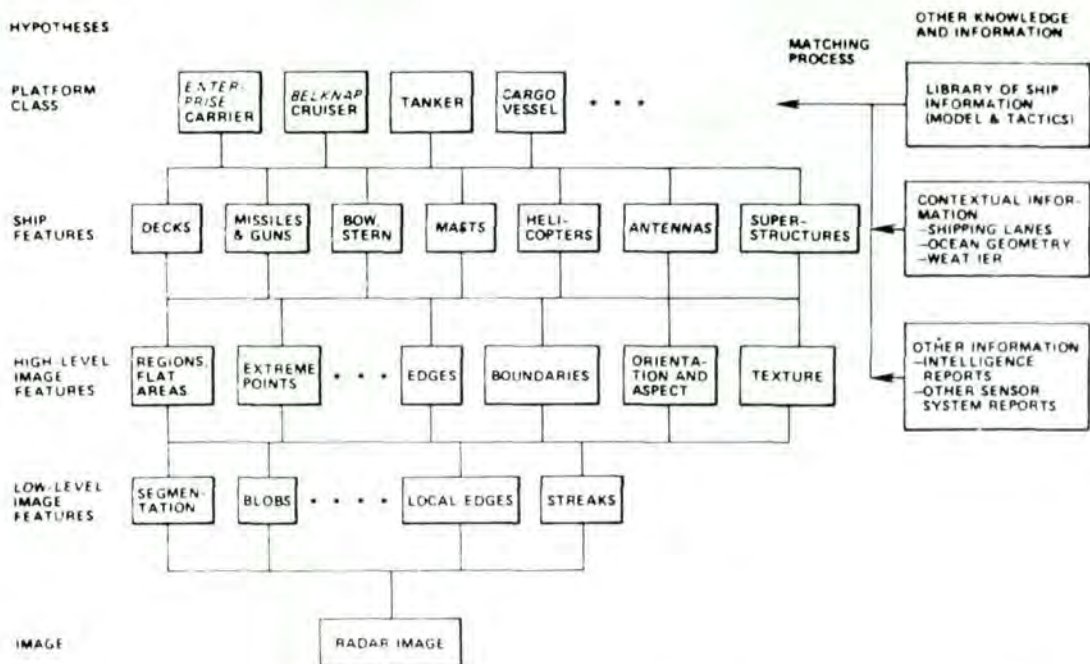 HYPOTHESES
OTHER KNOWLEDGE
AND INFORMATION
MATCHING
PROCESS
PLATFORM
CLASS
ENTER-
PRISE
CARRIER
BELKNAP
CRUISER
TANKER
CARGO
VESSEL
• • •
LIBRARY OF SHIP
INFORMATION
(MODEL & TACTICS)
SHIP
FEATURES
DECKS
MISSILES
& GUNS
BOW,
STERN
MASTS
HELI-
COPTERS
ANTENNAS
SUPER-
STRUCTURES
CONTEXTUAL INFOR-
MATION
–SHIPPING LANES
–OCEAN GEOMETRY
–WEAT IER
HIGH-LEVEL
IMAGE
FEATURES
REGIONS,
FLAT
AREAS
EXTREME
POINTS
• • •
EDGES
BOUNDARIES
ORIENTA-
TION AND
ASPECT
TEXTURE
OTHER INFORMATION
–INTELLIGENCE
REPORTS
–OTHER SENSOR
SYSTEM REPORTS
LOW-LEVEL
IMAGE
FEATURES
SEGMEN-
TATION
BLOBS
• • • •
LOCAL EDGES
STREAKS
IMAGE
RADAR IMAGE